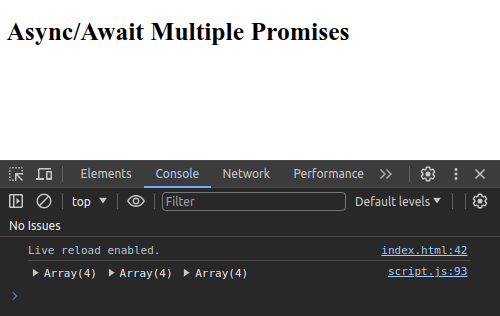 Async/Await Multiple Promises
Elements Console Network Performance
top Filter Default levels
No Issues
Live reload enabled. index.html:42
Array(4) Array(4) Array(4) script.js:93